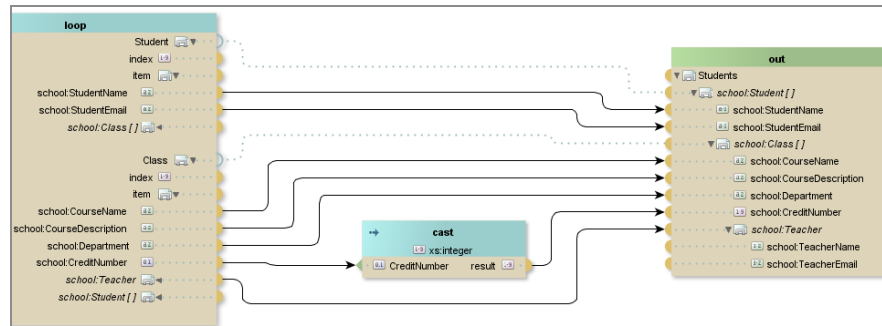 loop
Student
index
item
school:StudentName
school:StudentEmail
school:Class [ ]
Class
index
item
school:CourseName
school:CourseDescription
school:Department
school:CreditNumber
school:Teacher
school:Student [ ]
cast
xs:integer
CreditNumber result
out
Students
school:Student [ ]
school:StudentName
school:StudentEmail
school:Class [ ]
school:CourseName
school:CourseDescription
school:Department
school:CreditNumber
school:Teacher
school:TeacherName
school:TeacherEmail